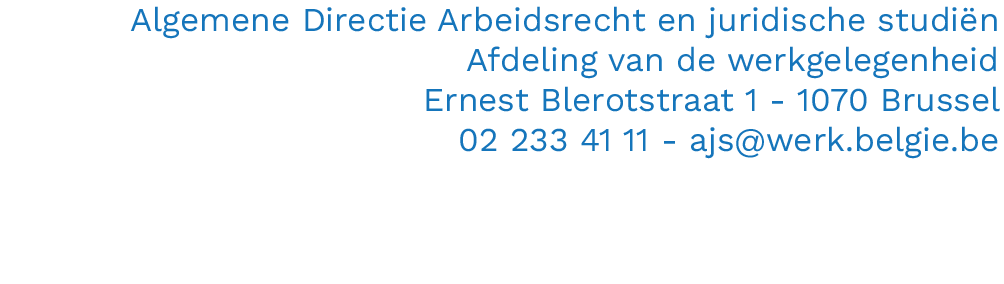 Algemene Directie Arbeidsrecht en juridische studiën
Afdeling van de werkgelegenheid
Ernest Blerotstraat 1 - 1070 Brussel
02 233 41 11 - ajs@werk.belgie.be